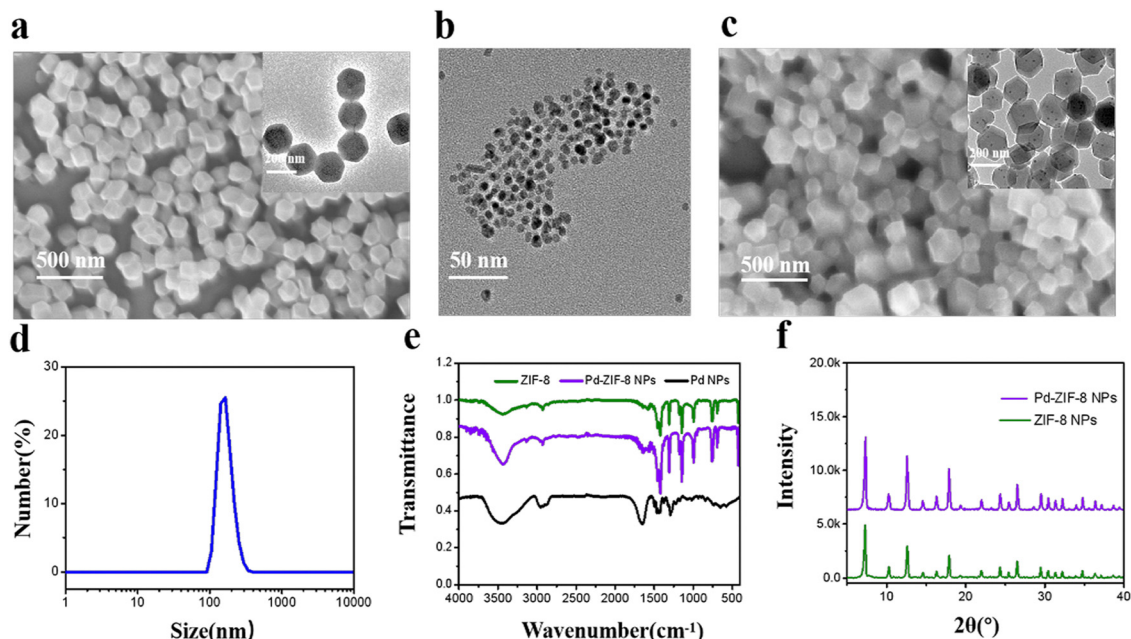 a
b
c
200 nm
500 nm
50 nm
200 nm
500 nm
d
e
f
30
20
10
0
Number(%)
1
10
100
1000
10000
Size(nm)
1.2
1.0
0.8
0.6
0.4
0.2
0.0
Transmittance
ZIF-8
Pd-ZIF-8 NPs
Pd NPs
4000
3500
3000
2500
2000
1500
1000
500
Wavenumber(cm-1)
20.0k
15.0k
10.0k
5.0k
0.0
Intensity
Pd-ZIF-8 NPs
ZIF-8 NPs
10
20
30
40
2θ(°)